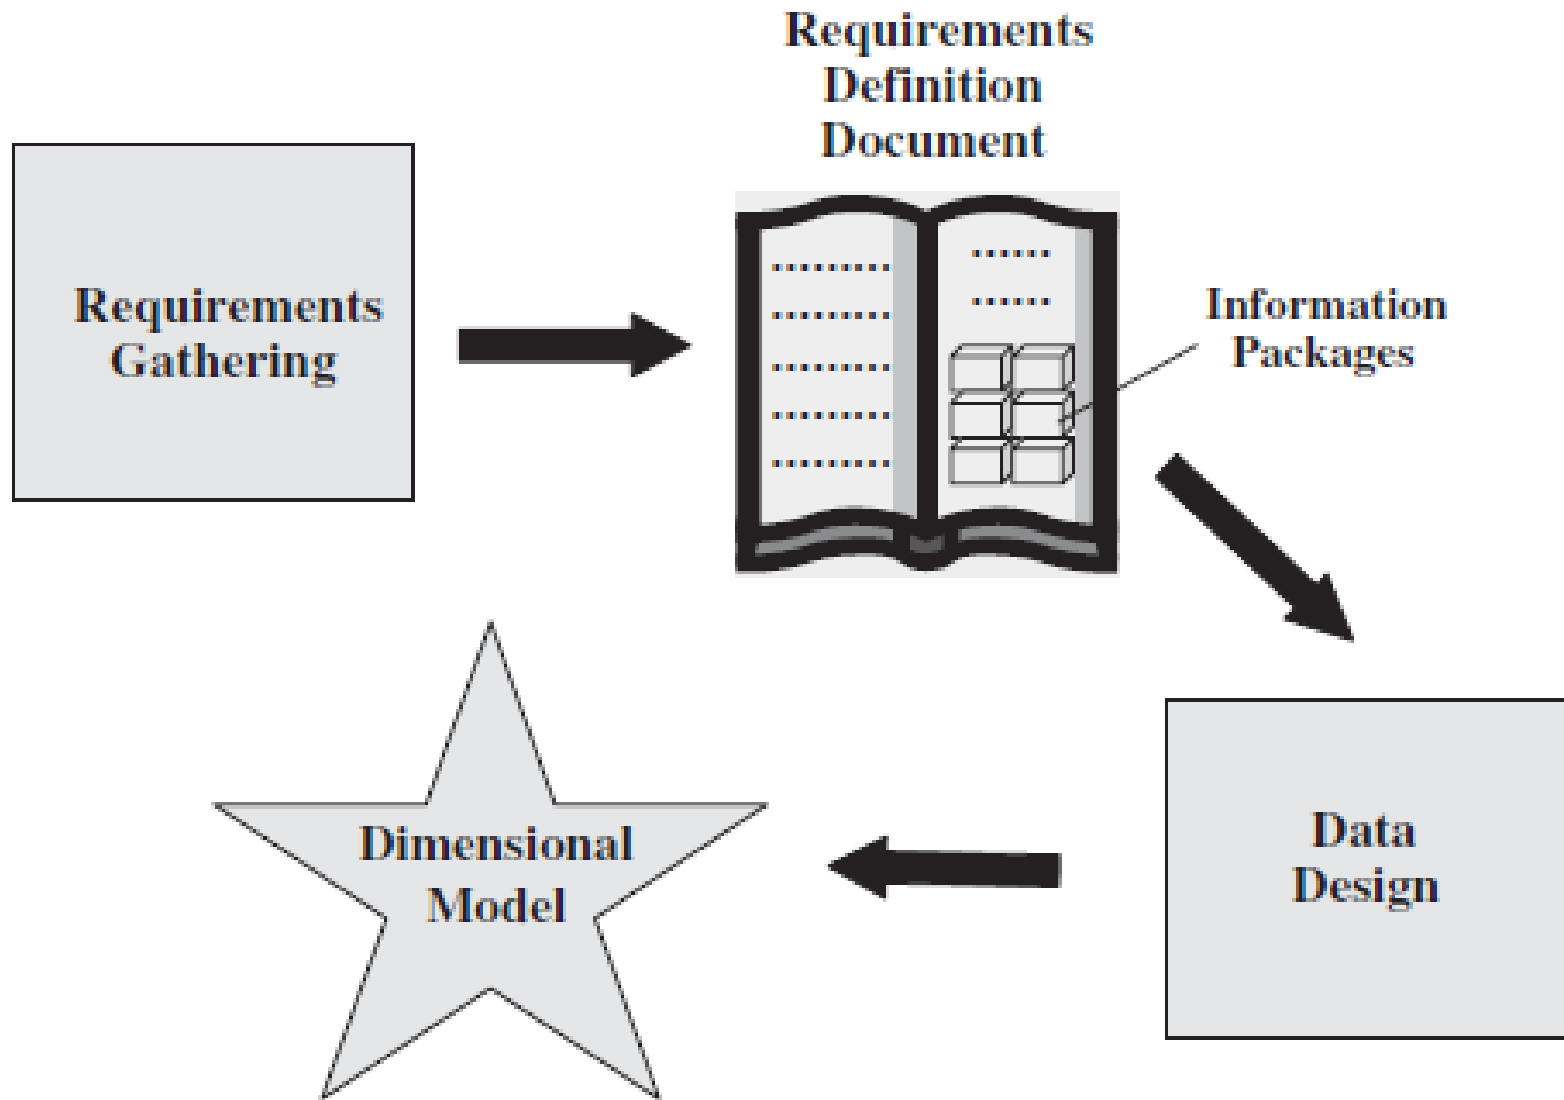 Requirements
Definition
Document
Requirements
Gathering
Information
Packages
Dimensional
Model
Data
Design